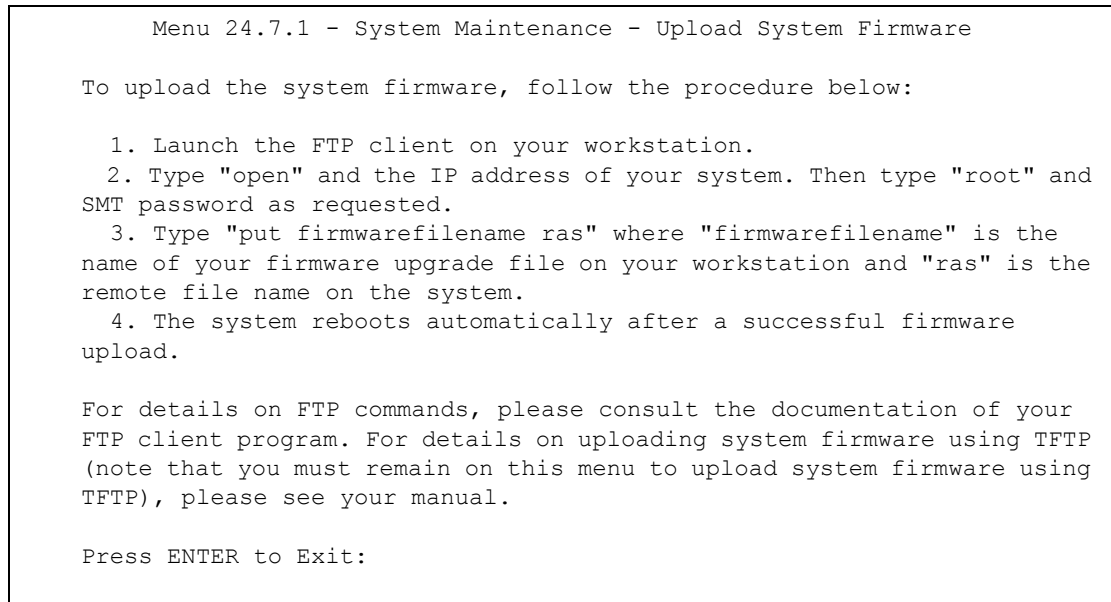 Menu 24.7.1 - System Maintenance - Upload System Firmware
To upload the system firmware, follow the procedure below:
1. Launch the FTP client on your workstation.
2. Type "open" and the IP address of your system. Then type "root" and
SMT password as requested.
3. Type "put firmwarefilename ras" where "firmwarefilename" is the
name of your firmware upgrade file on your workstation and "ras" is the
remote file name on the system.
4. The system reboots automatically after a successful firmware
upload.
For details on FTP commands, please consult the documentation of your
FTP client program. For details on uploading system firmware using TFTP
(note that you must remain on this menu to upload system firmware using
TFTP), please see your manual.
Press ENTER to Exit: